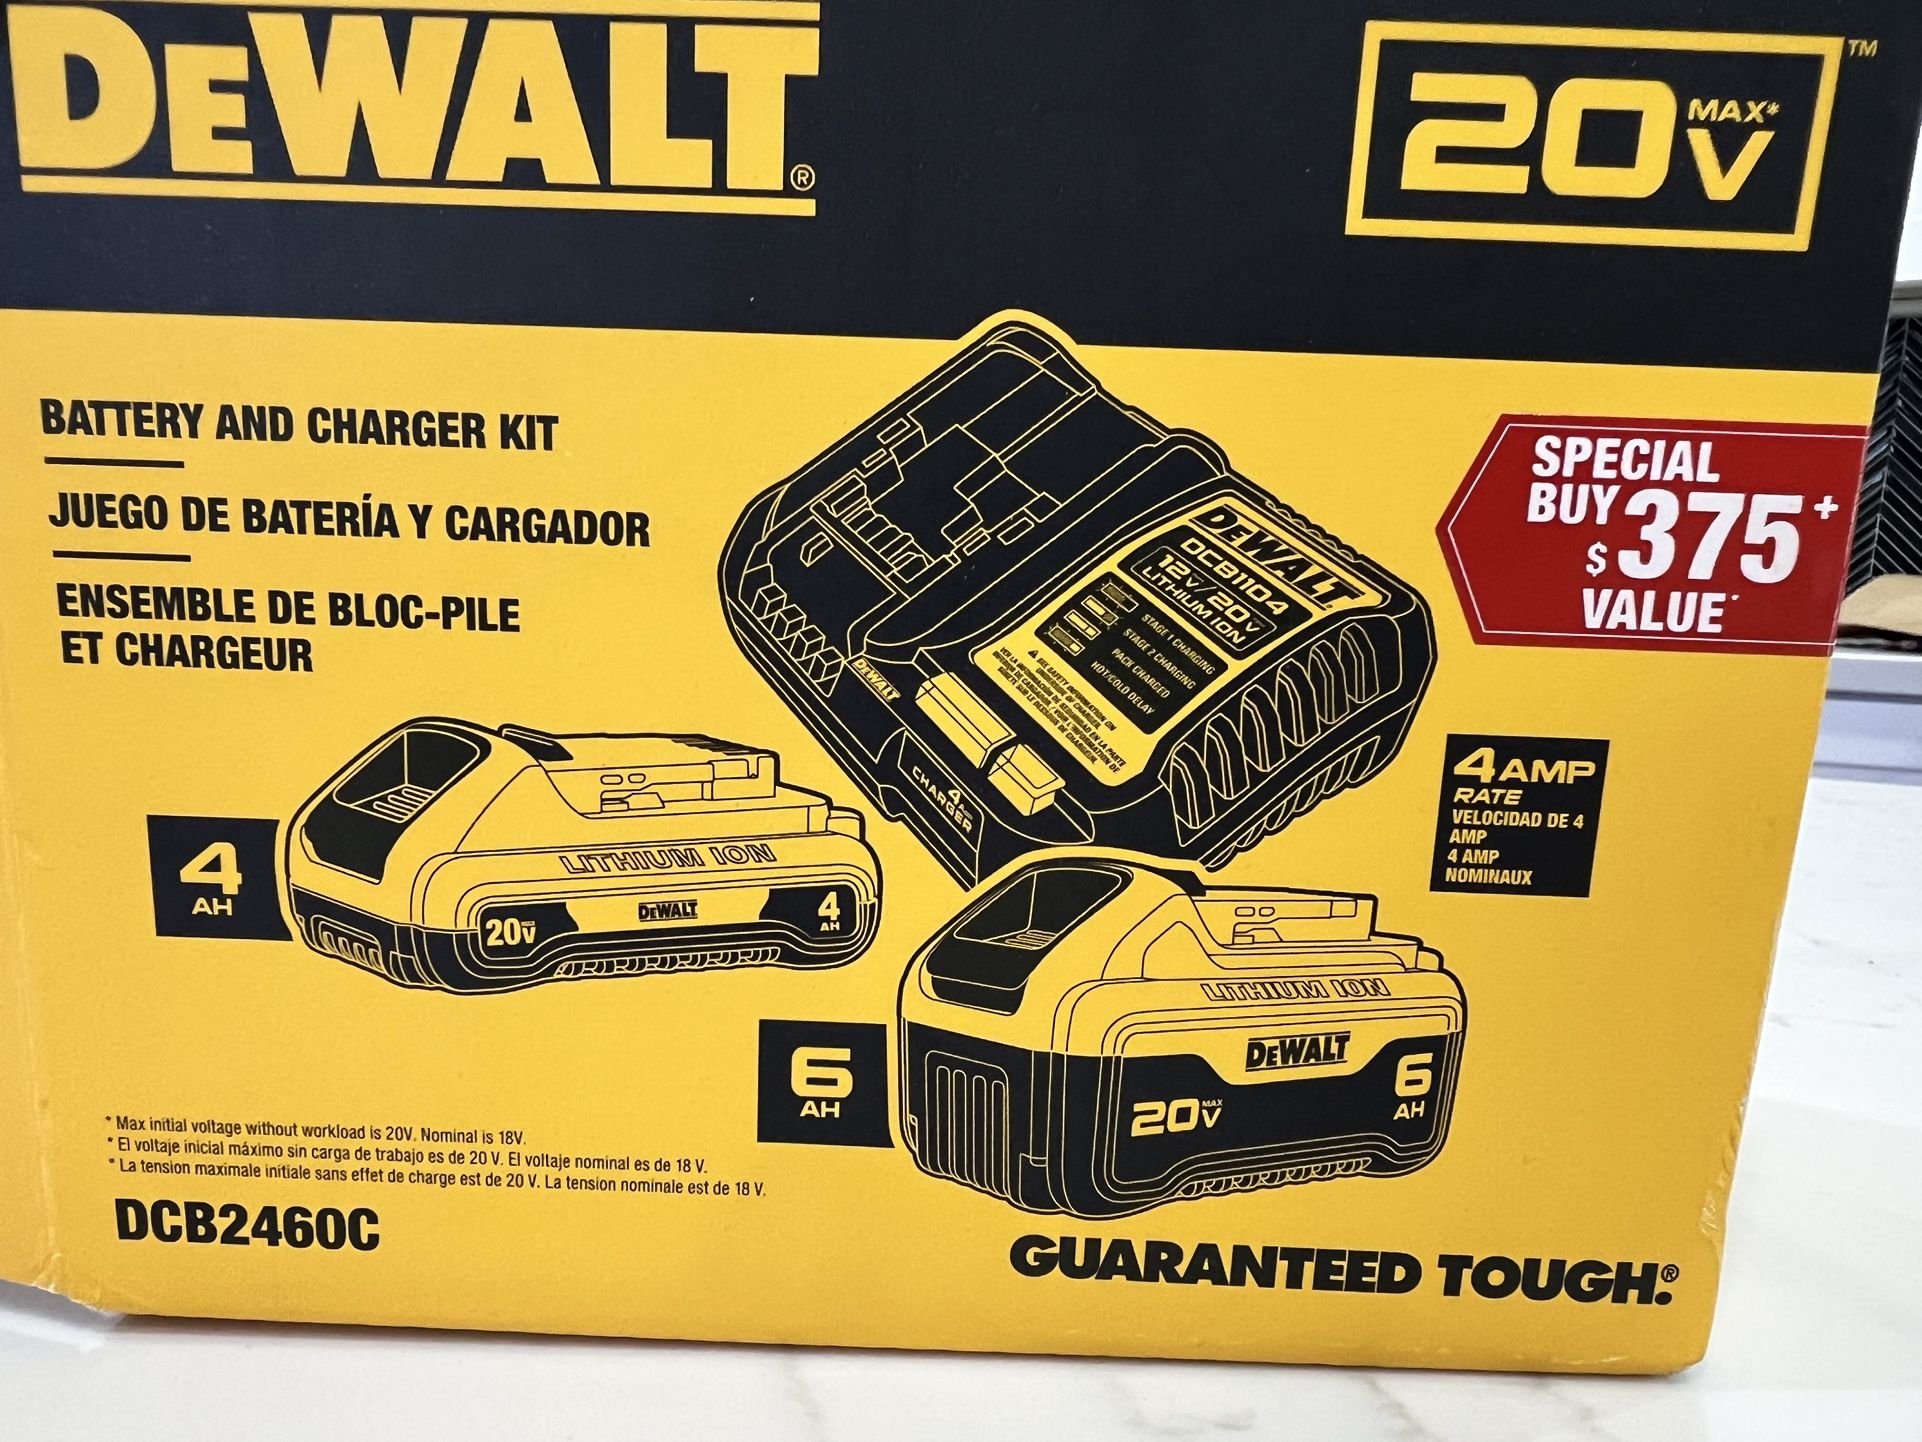 DEWALT®
20V MAX* ™
BATTERY AND CHARGER KIT
JUEGO DE BATERÍA Y CARGADOR
ENSEMBLE DE BLOC-PILE
ET CHARGEUR
SPECIAL
BUY $375+
VALUE*
DEWALT
DCB1104
12V/20V
LITHIUM ION
STAGE 1 CHARGING
STAGE 2 CHARGING
PACK CHARGED
HOT/COLD DELAY
DEWALT
4 AMP
CHARGER
4 AMP
RATE
VELOCIDAD DE 4
AMP
4 AMP
NOMINAUX
4
AH
LITHIUM ION
20V
DEWALT
4
AH
6
AH
LITHIUM ION
DEWALT
20V MAX
6
AH
* Max initial voltage without workload is 20V. Nominal is 18V.
* El voltaje inicial máximo sin carga de trabajo es de 20 V. El voltaje nominal es de 18 V.
* La tension maximale initiale sans effet de charge est de 20 V. La tension nominale est de 18 V.
DCB2460C
GUARANTEED TOUGH.®